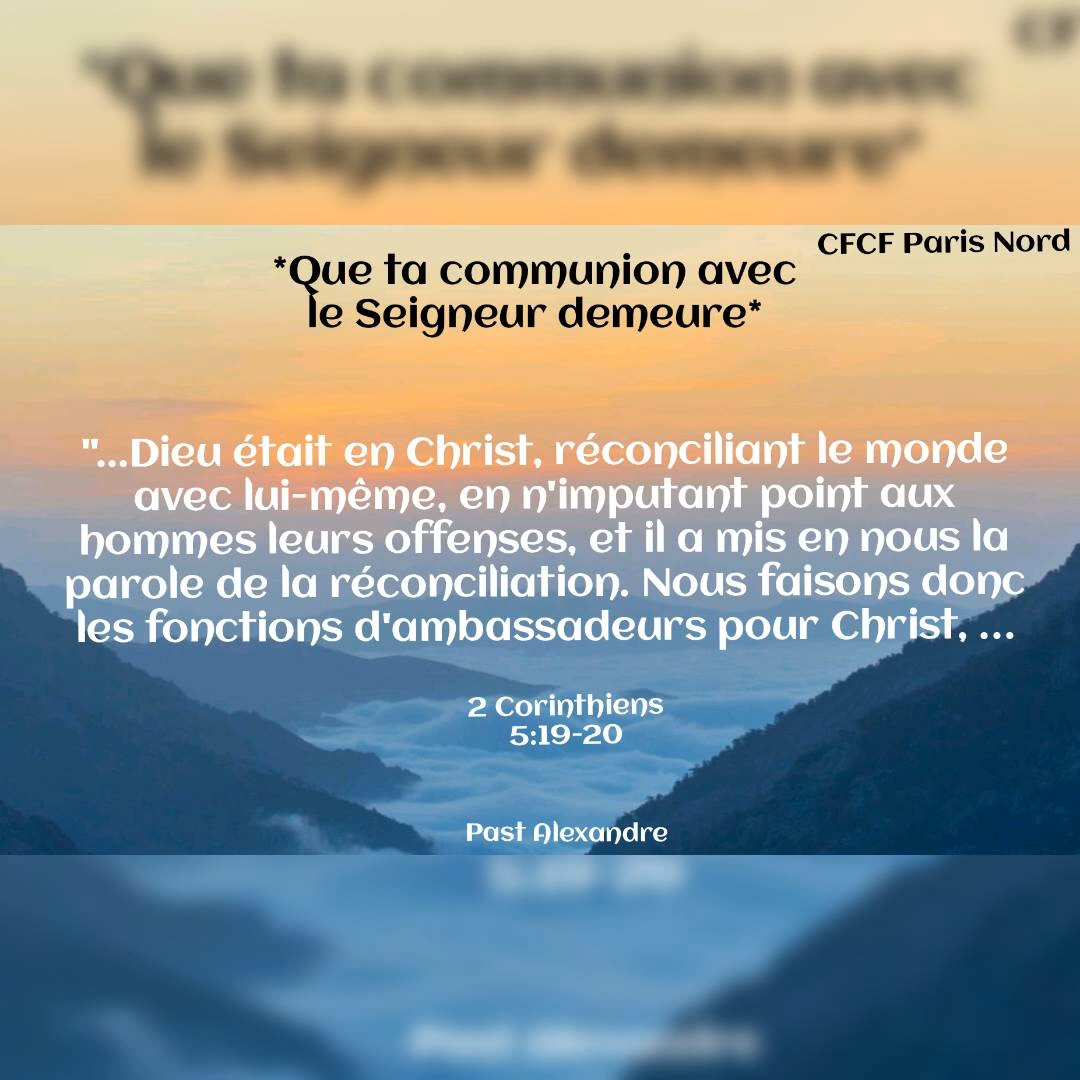 CFCF Paris Nord
*Que ta communion avec
le Seigneur demeure*
"...Dieu était en Christ, réconciliant le monde
avec lui-même, en n'imputant point aux
hommes leurs offenses, et il a mis en nous la
parole de la réconciliation. Nous faisons donc
les fonctions d'ambassadeurs pour Christ, ...
2 Corinthiens
5:19-20
Past Alexandre